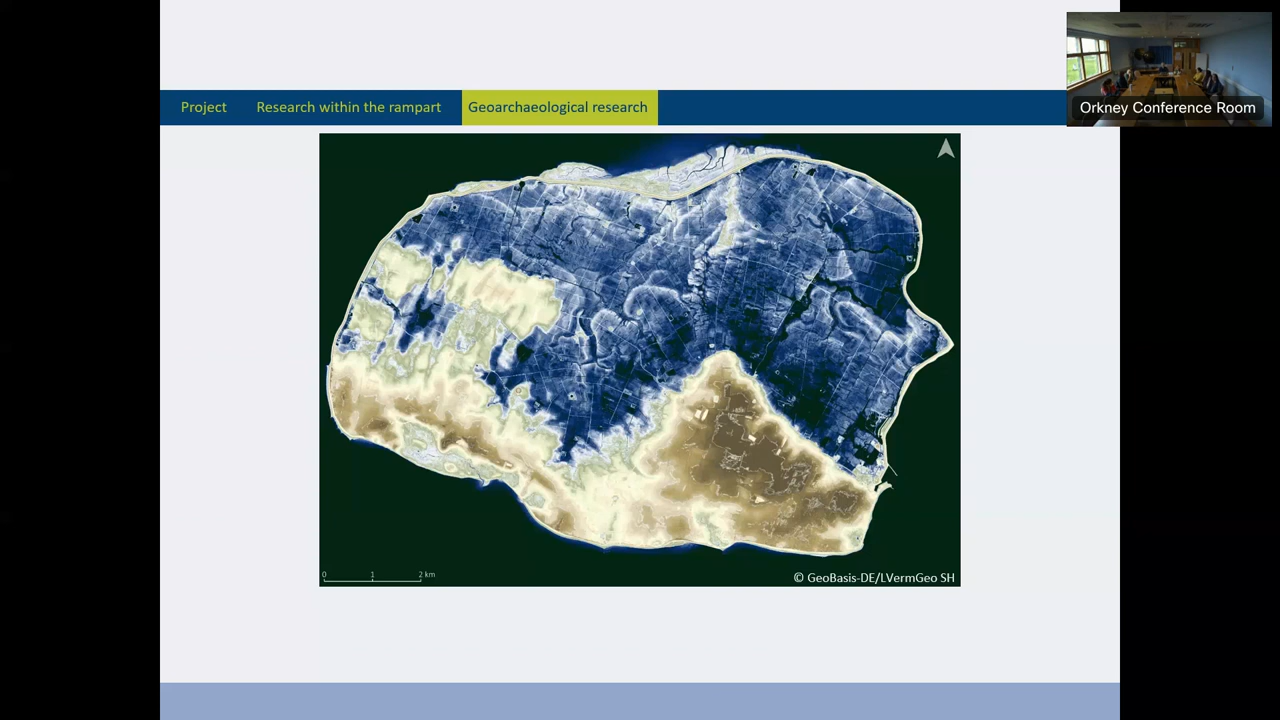 Project
Research within the rampart
Geoarchaeological research
Orkney Conference Room
0 1 2 km
© GeoBasis-DE/LVermGeo SH